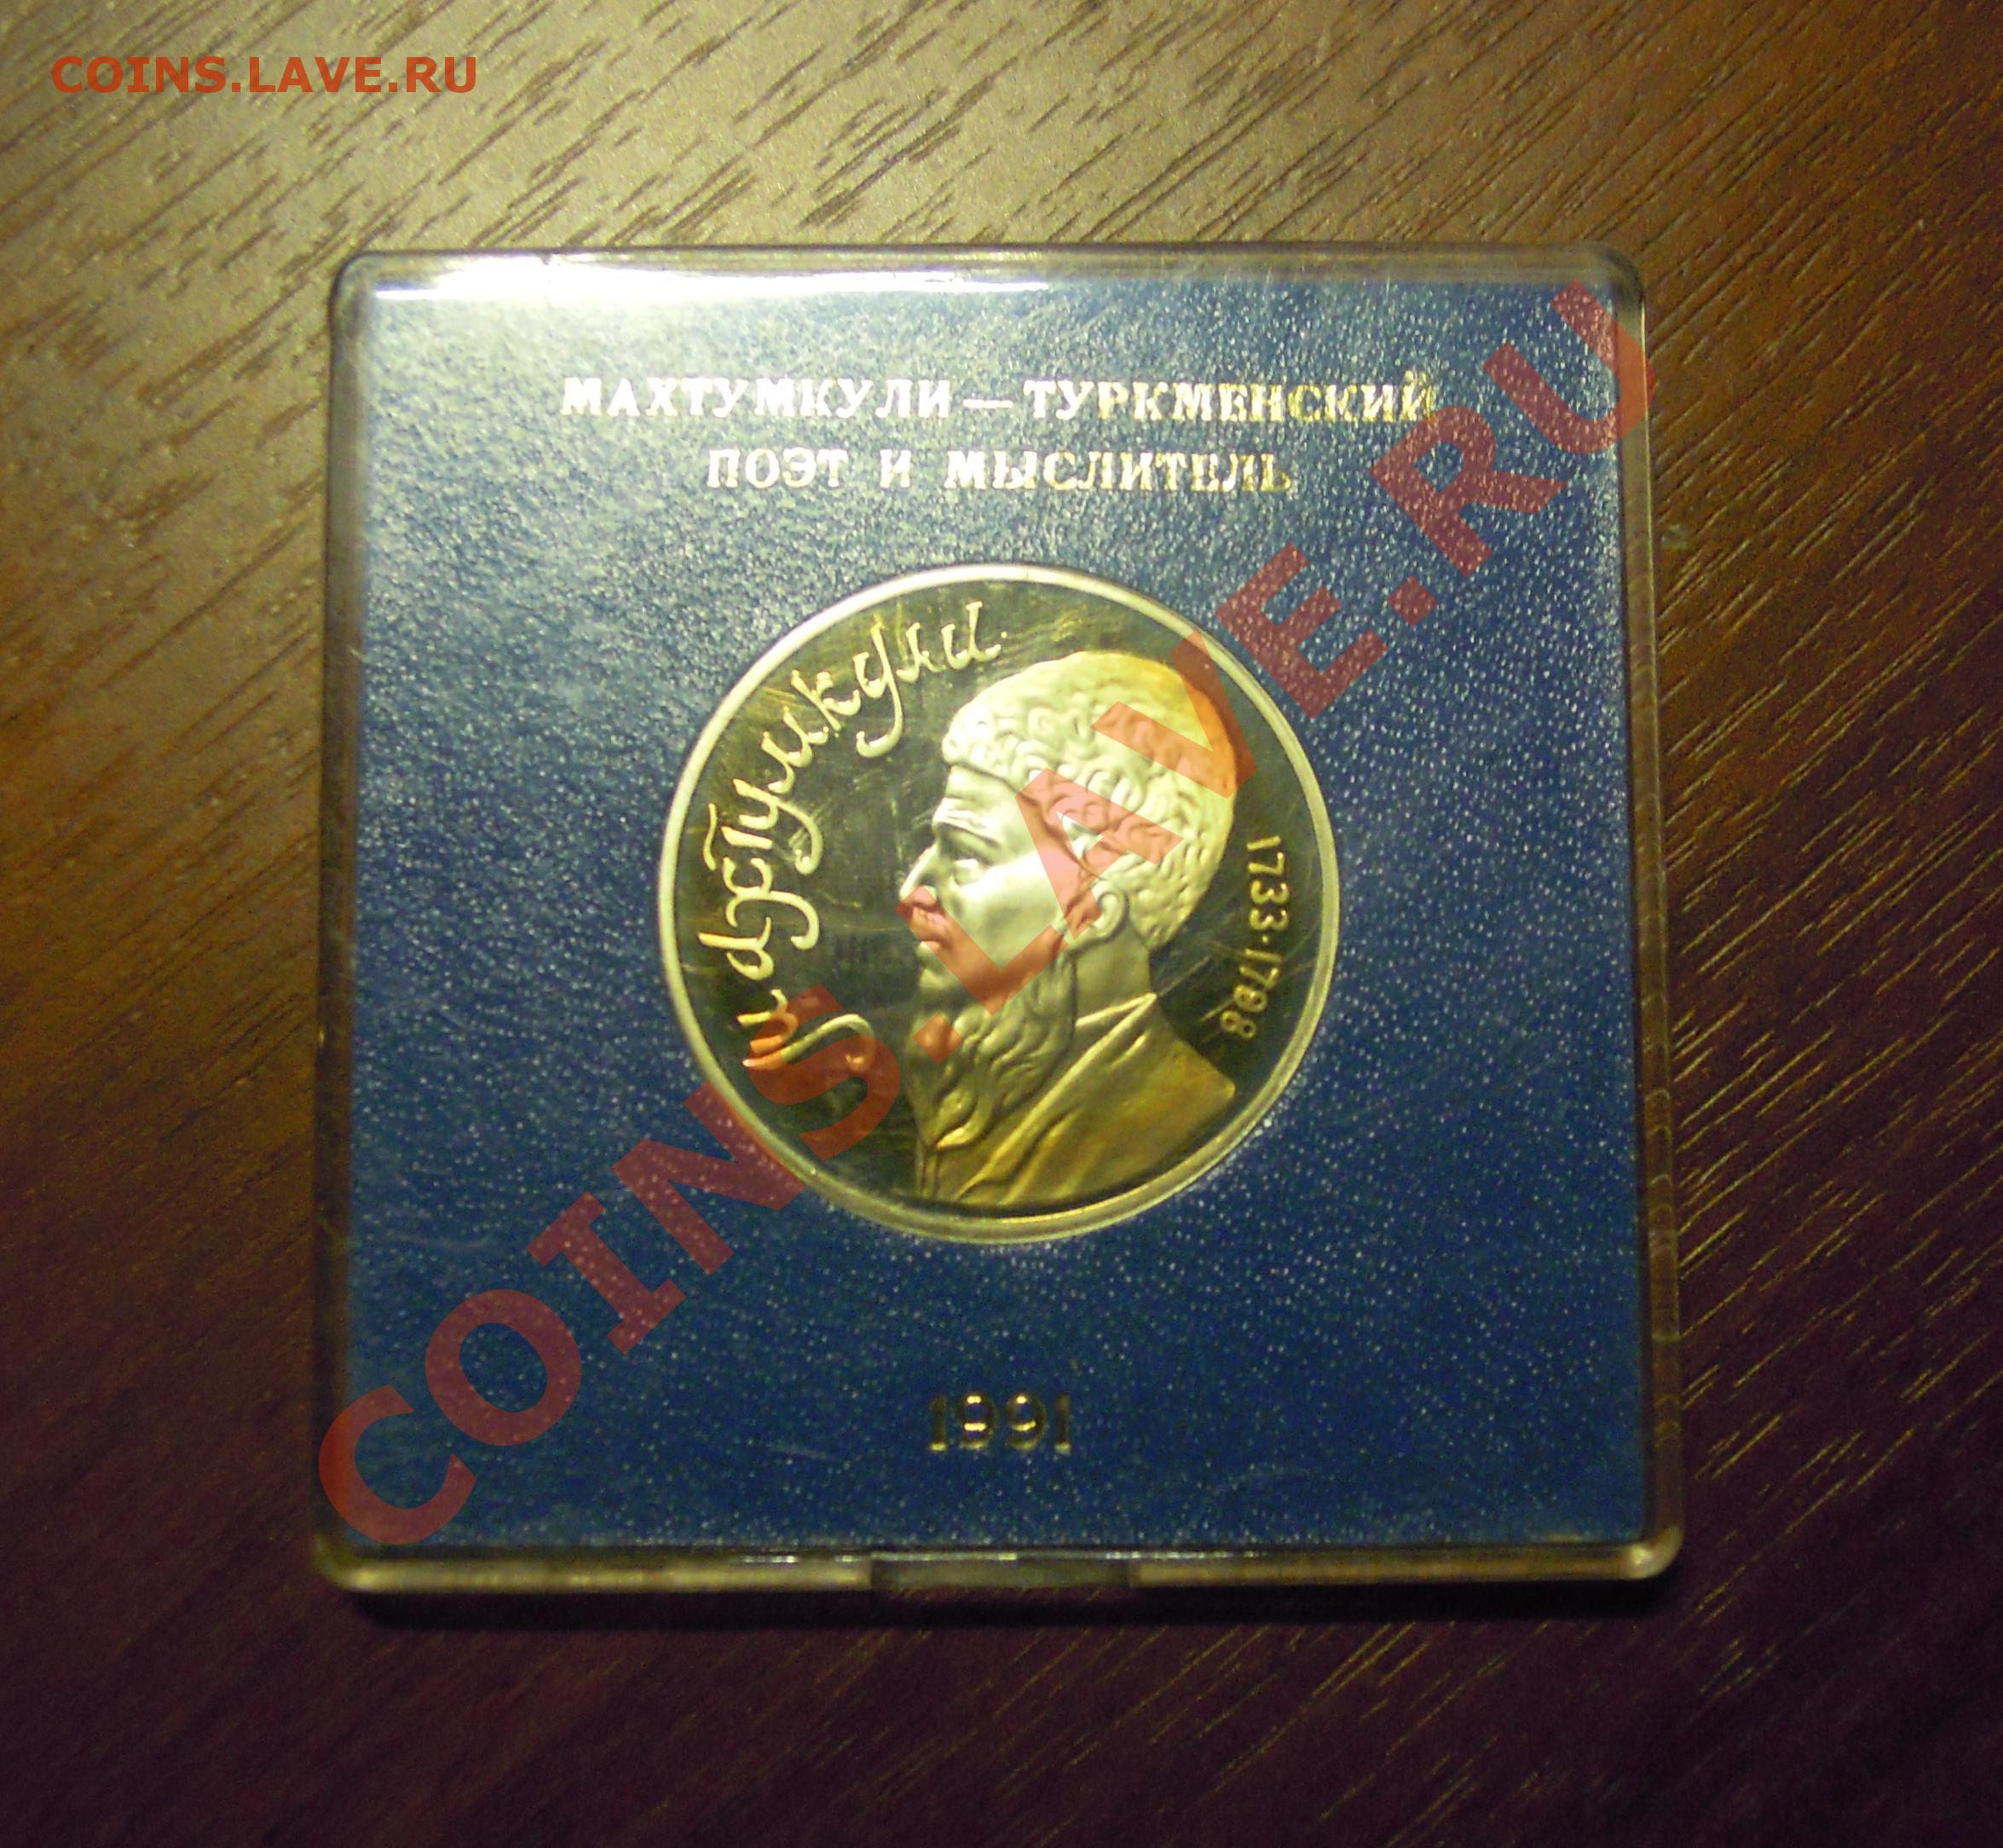 COINS.LAVE.RU
МАХТУМКУЛИ — ТУРКМЕНСКИЙ
ПОЭТ И МЫСЛИТЕЛЬ
Махтумкули
1733·1798
1991
COINS.LAVE.RU